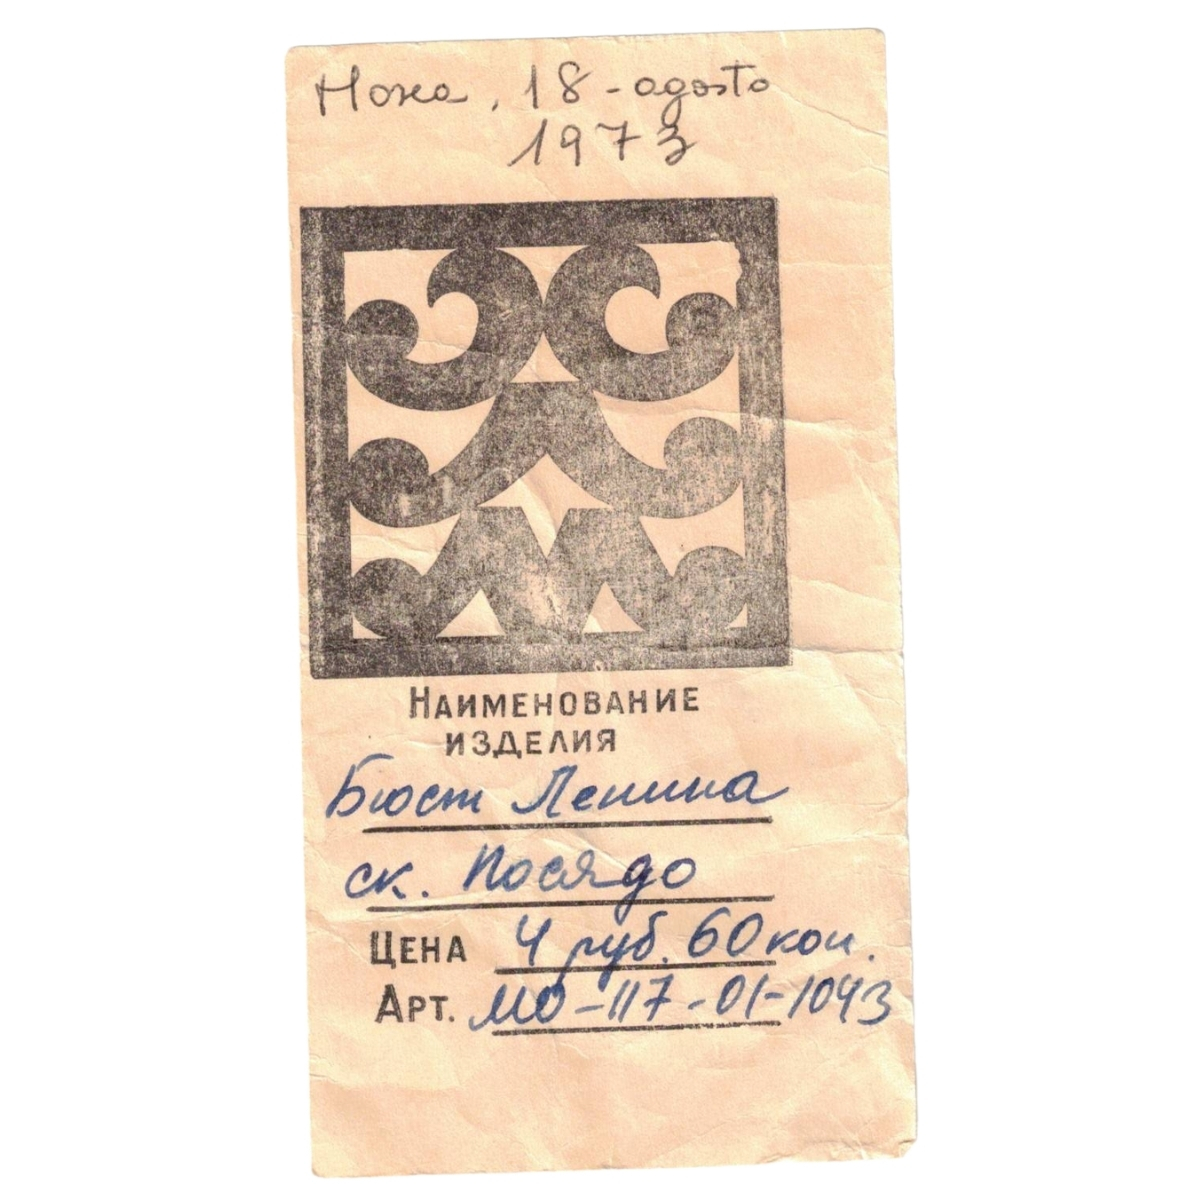 18 - agosto
1973
НАИМЕНОВАНИЕ
ИЗДЕЛИЯ
Бюст Ленина
ск. Посядо
ЦЕНА 4 руб. 60 коп.
АРТ. МО-117-01-1043